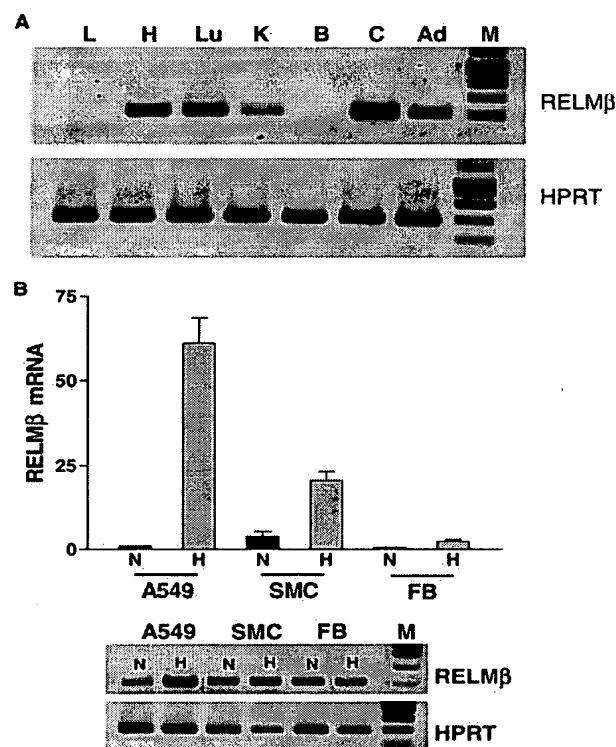 A
L H Lu K B C Ad M
RELMβ
HPRT
B
RELMβ mRNA
75
50
25
0
N H N H N H
A549 SMC FB
A549 SMC FB M
N H N H N H
RELMβ
HPRT